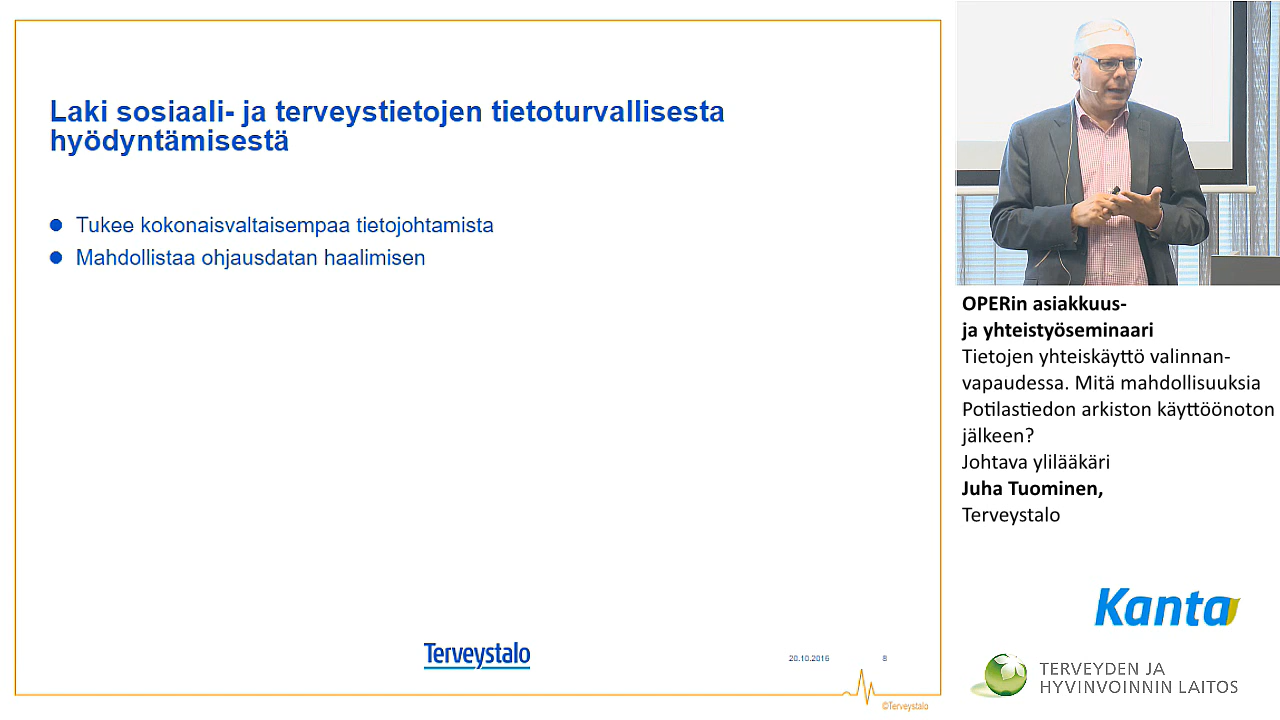 Laki sosiaali- ja terveystietojen tietoturvallisesta
hyödyntämisestä
Tukee kokonaisvaltaisempaa tietojohtamista
Mahdollistaa ohjausdatan haalimisen
Terveystalo
20.10.2016
8
©Terveystalo
OPERin asiakkuus-
ja yhteistyöseminaari
Tietojen yhteiskäyttö valinnan-
vapaudessa. Mitä mahdollisuuksia
Potilastiedon arkiston käyttöönoton
jälkeen?
Johtava ylilääkäri
Juha Tuominen,
Terveystalo
Kanta
TERVEYDEN JA
HYVINVOINNIN LAITOS